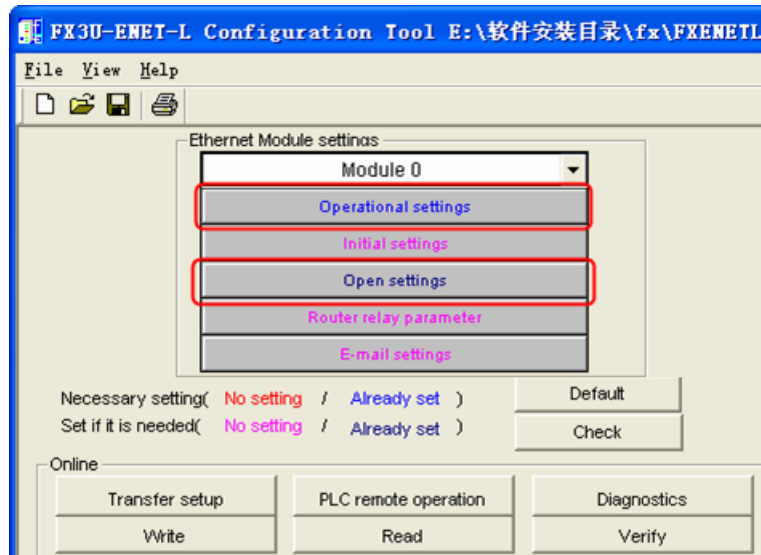 FX3U-ENET-L Configuration Tool E:\软件安装目录\fx\FXENETL
File View Help
Ethernet Module settings
Module 0
Operational settings
Initial settings
Open settings
Router relay parameter
E-mail settings
Necessary setting( No setting / Already set ) Default
Set if it is needed( No setting / Already set ) Check
Online
Transfer setup PLC remote operation Diagnostics
Write Read Verify